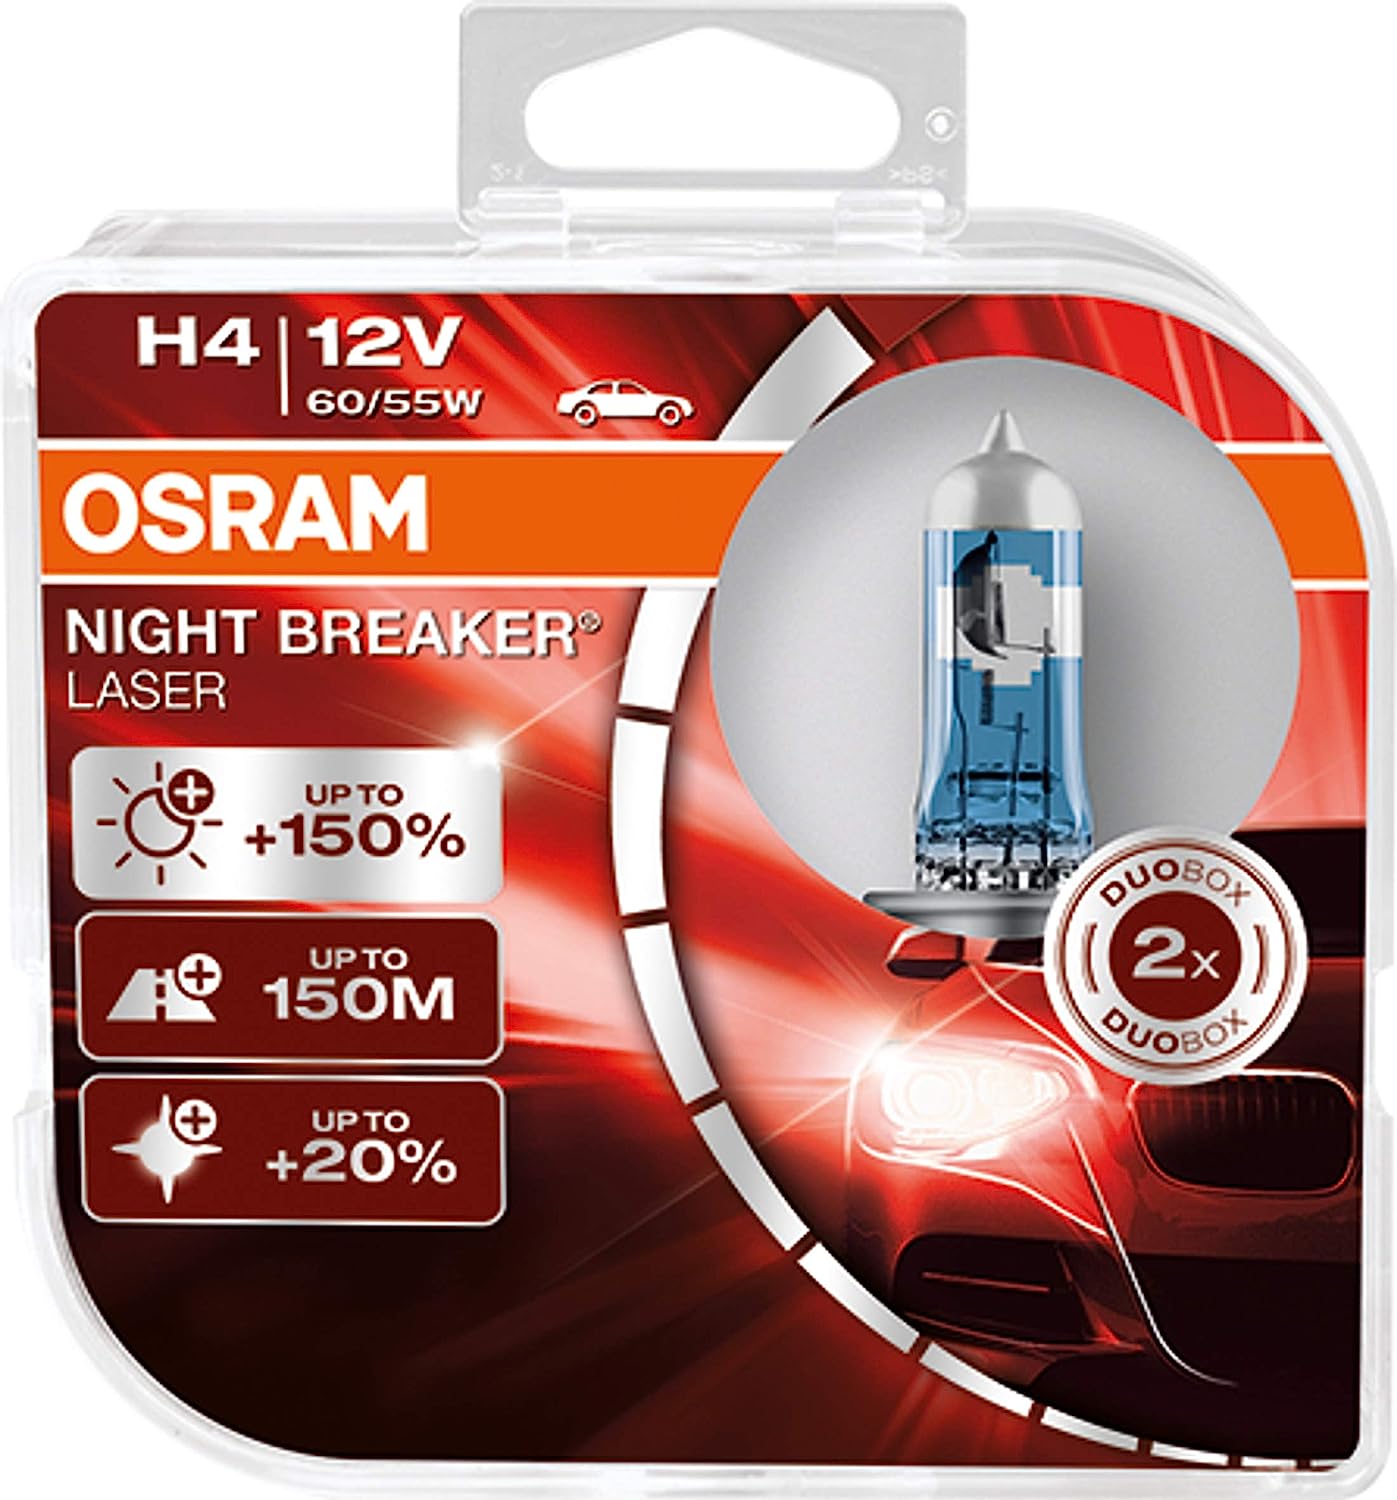 H4 12V
60/55W
OSRAM
NIGHT BREAKER®
LASER
UP TO
+150%
UP TO
150M
UP TO
+20%
DUOBOX
2x
DUOBOX